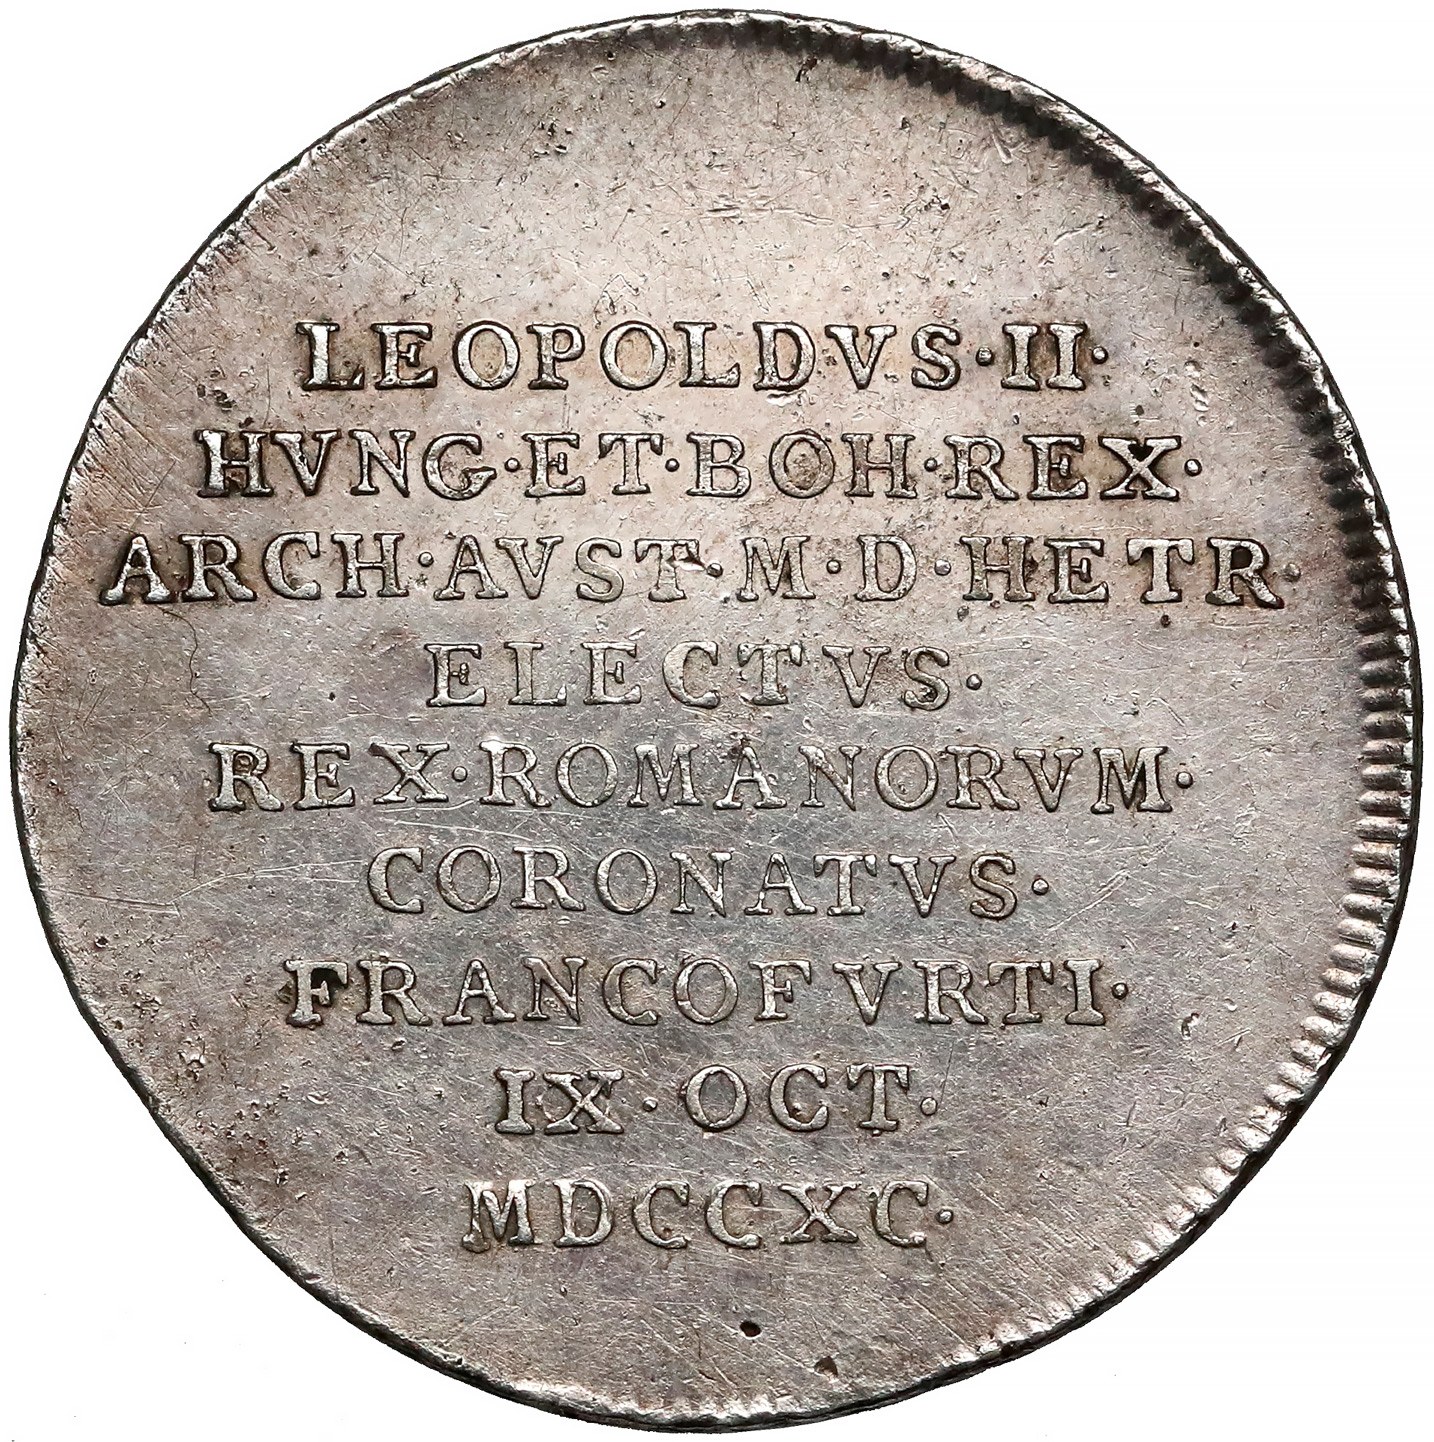 LEOPOLDVS·II·
HVNG·ET·BOH·REX·
ARCH·AVST·M·D·HETR·
ELECTVS·
REX·ROMANORVM·
CORONATVS·
FRANCOFVRTI·
IX·OCT·
MDCCXC·